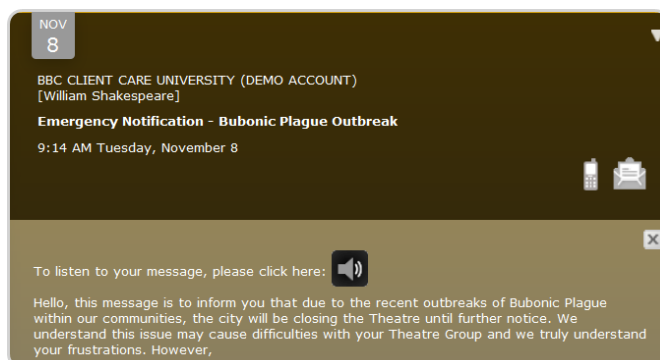 NOV
8
BBC CLIENT CARE UNIVERSITY (DEMO ACCOUNT)
[William Shakespeare]
Emergency Notification - Bubonic Plague Outbreak
9:14 AM Tuesday, November 8
To listen to your message, please click here:
Hello, this message is to inform you that due to the recent outbreaks of Bubonic Plague
within our communities, the city will be closing the Theatre until further notice. We
understand this issue may cause difficulties with your Theatre Group and we truly understand
your frustrations. However,